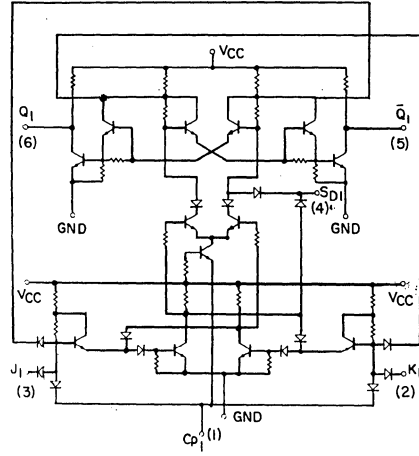 VCC
Q1
Q̄1
(6)
(5)
SD1
(4)
GND
GND
VCC
VCC
J1
K1
(3)
(2)
GND
CP1
(1)